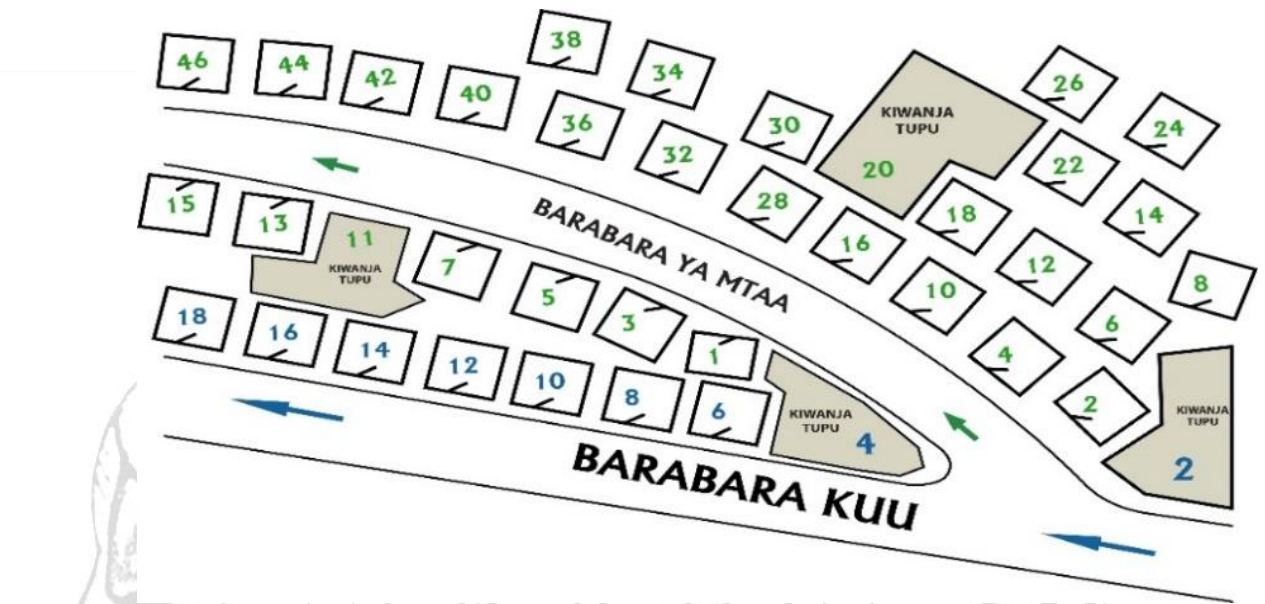 38
46 44 42 40 34 26
36 30 KIWANJA
TUPU 24
32 20 22
15 13 11 28 18 14
KIWANJA
TUPU 7 BARABARA YA MTAA 16 12 8
5 10
18 16 3 6
14 1 4
12 10 8 6 KIWANJA
TUPU 4 2 KIWANJA
TUPU
2
BARABARA KUU